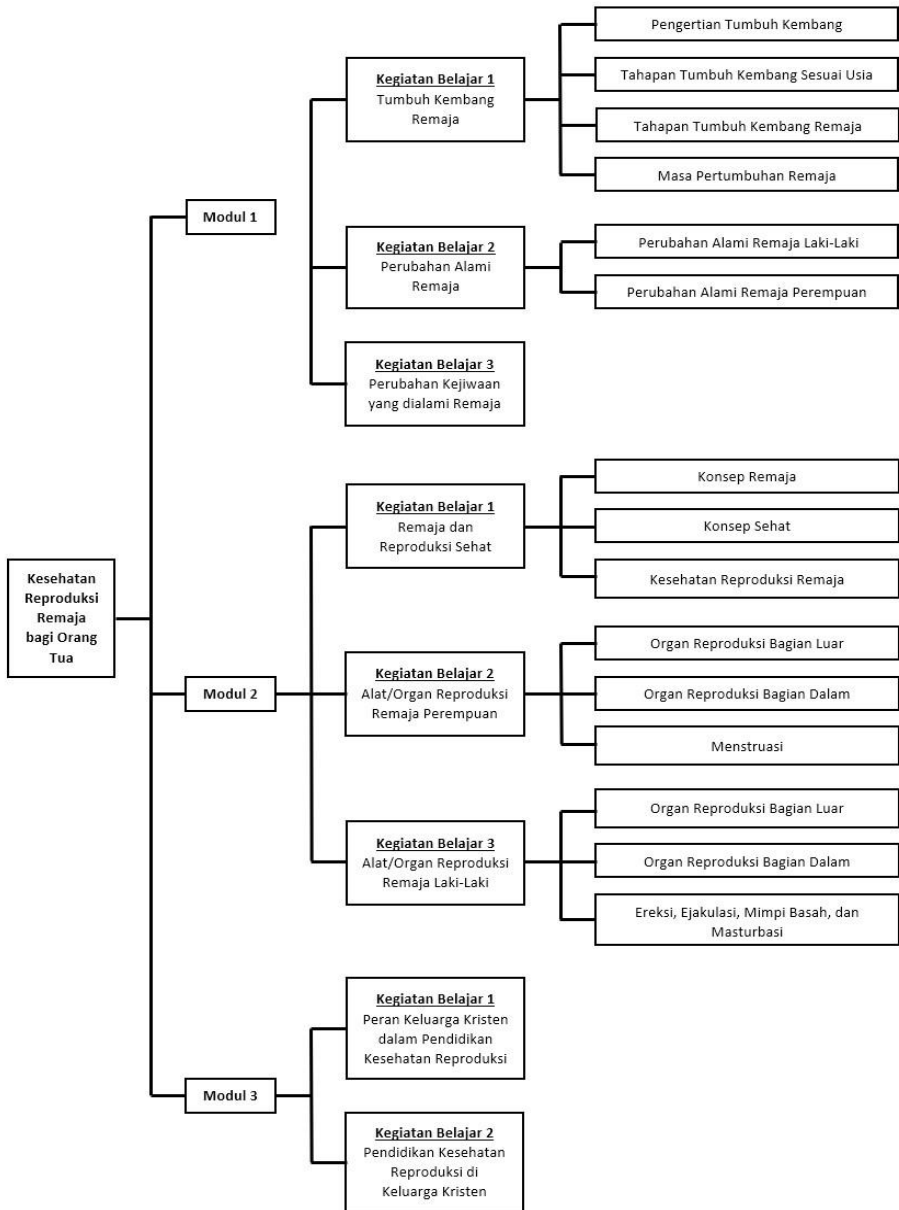 Kesehatan
Reproduksi
Remaja
bagi Orang
Tua
Modul 1
Kegiatan Belajar 1
Tumbuh Kembang
Remaja
Pengertian Tumbuh Kembang
Tahapan Tumbuh Kembang Sesuai Usia
Tahapan Tumbuh Kembang Remaja
Masa Pertumbuhan Remaja
Kegiatan Belajar 2
Perubahan Alami
Remaja
Perubahan Alami Remaja Laki-Laki
Perubahan Alami Remaja Perempuan
Kegiatan Belajar 3
Perubahan Kejiwaan
yang dialami Remaja
Modul 2
Kegiatan Belajar 1
Remaja dan
Reproduksi Sehat
Konsep Remaja
Konsep Sehat
Kesehatan Reproduksi Remaja
Kegiatan Belajar 2
Alat/Organ Reproduksi
Remaja Perempuan
Organ Reproduksi Bagian Luar
Organ Reproduksi Bagian Dalam
Menstruasi
Kegiatan Belajar 3
Alat/Organ Reproduksi
Remaja Laki-Laki
Organ Reproduksi Bagian Luar
Organ Reproduksi Bagian Dalam
Ereksi, Ejakulasi, Mimpi Basah, dan
Masturbasi
Modul 3
Kegiatan Belajar 1
Peran Keluarga Kristen
dalam Pendidikan
Kesehatan Reproduksi
Kegiatan Belajar 2
Pendidikan Kesehatan
Reproduksi di
Keluarga Kristen